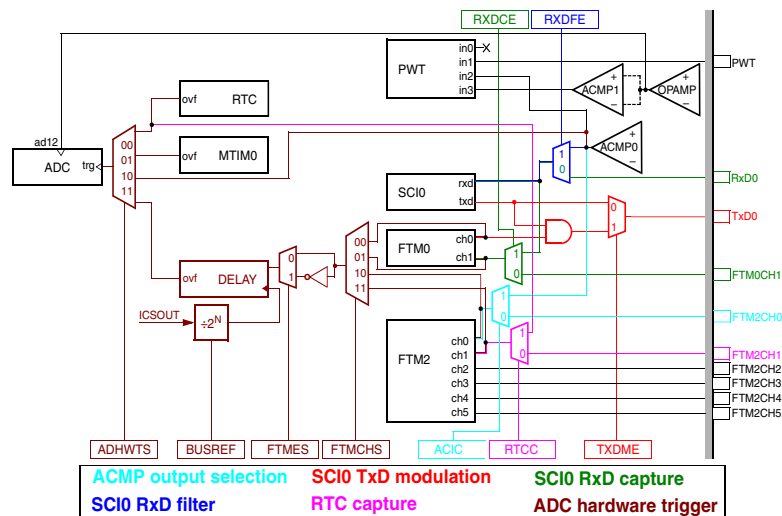 RXDCE RXDFE
in0
in1
PWT
in2
in3
ACMP1
+
−
OPAMP
+
−
PWT
ovf RTC
ad12
ADC trg
00
01
10
11
ovf MTIM0
ACMP0
+
−
1
0
RxD0
SCI0
rxd
txd
0
1
TxD0
00
01
10
11
FTM0
ch0
ch1
1
0
FTM0CH1
ovf DELAY
0
1
1
0
FTM2CH0
ICSOUT
÷2^N
1
0
FTM2CH1
FTM2
ch0
ch1
ch2
ch3
ch4
ch5
FTM2CH2
FTM2CH3
FTM2CH4
FTM2CH5
ADHWTS BUSREF FTMES FTMCHS ACIC RTCC TXDME
ACMP output selection SCI0 TxD modulation SCI0 RxD capture
SCI0 RxD filter RTC capture ADC hardware trigger